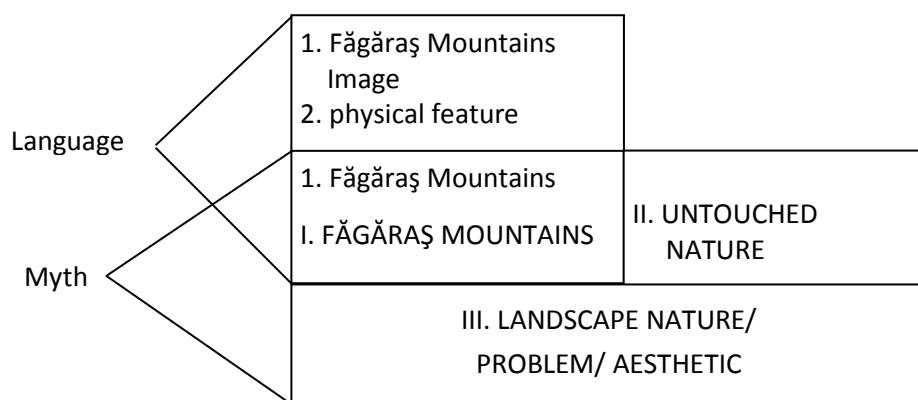 1. Făgăraş Mountains
Image
2. physical feature
Language
1. Făgăraş Mountains
I. FĂGĂRAŞ MOUNTAINS
II. UNTOUCHED
NATURE
Myth
III. LANDSCAPE NATURE/
PROBLEM/ AESTHETIC